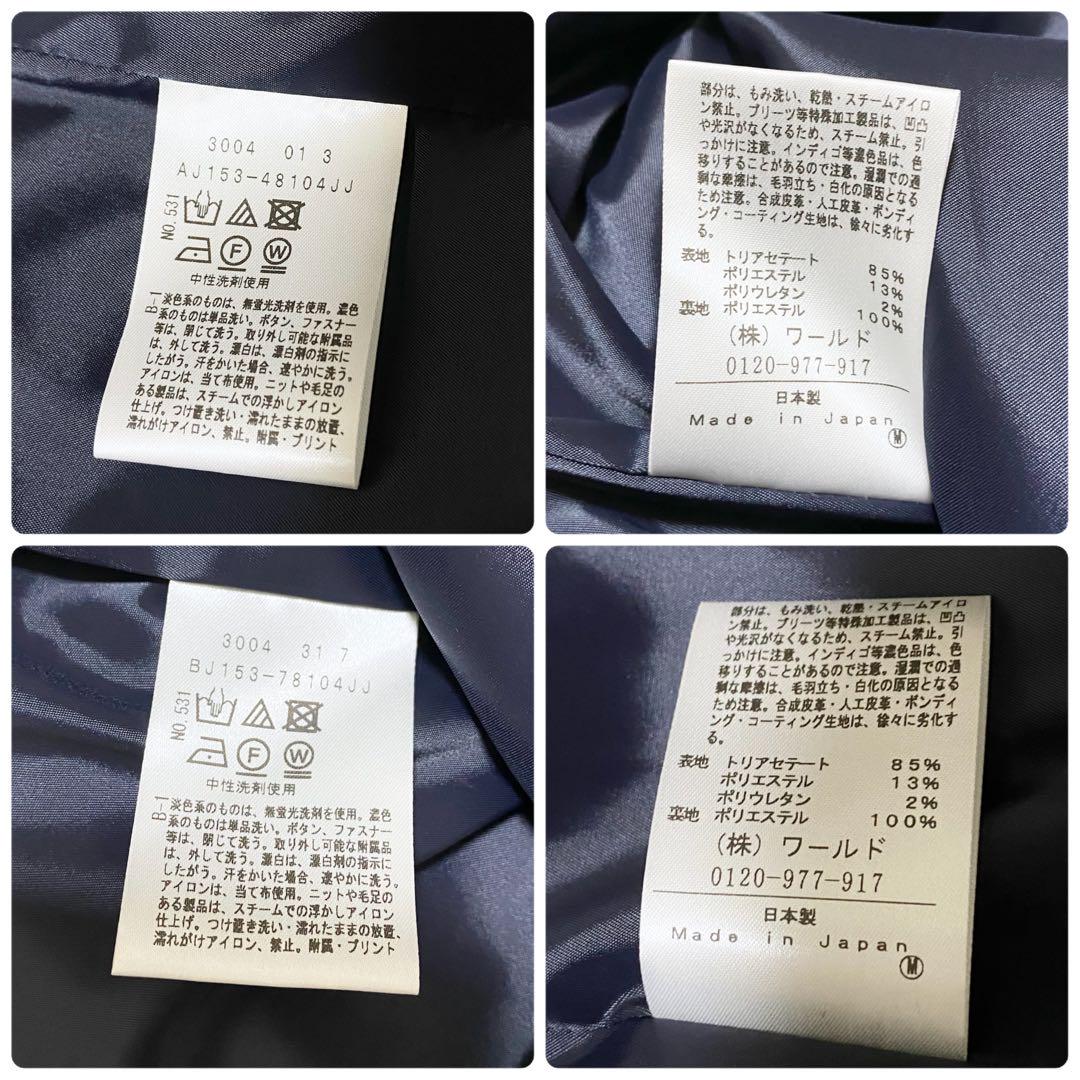 3004 01 3
AJ153-48104JJ
NO.531
F
W
中性洗剤使用
B-1
淡色系のものは、無蛍光洗剤を使用。濃色
系のものは単品洗い。ボタン、ファスナー
等は、閉じて洗う。取り外し可能な附属品
は、外して洗う。漂白は、漂白剤の指示に
したがう。汗をかいた場合、速やかに洗う。
アイロンは、当て布使用。ニットや毛足の
ある製品は、スチームでの浮かしアイロン
仕上げ。つけ置き洗い・濡れたままの放置、
濡れがけアイロン、禁止。附属・プリント
部分は、もみ洗い、乾熱・スチームアイロ
ン禁止。プリーツ等特殊加工製品は、凹凸
や光沢がなくなるため、スチーム禁止。引
っかけに注意。インディゴ等濃色品は、色
移りすることがあるので注意。湿潤での過
剰な摩擦は、毛羽立ち・白化の原因となる
ため注意。合成皮革・人工皮革・ボンディ
ング・コーティング生地は、徐々に劣化す
る。
表地 トリアセテート 85%
ポリエステル 13%
ポリウレタン 2%
裏地 ポリエステル 100%
(株) ワールド
0120-977-917
日本製
Made in Japan
M
3004 31 7
BJ153-78104JJ
NO.531
F
W
中性洗剤使用
B-1
淡色系のものは、無蛍光洗剤を使用。濃色
系のものは単品洗い。ボタン、ファスナー
等は、閉じて洗う。取り外し可能な附属品
は、外して洗う。漂白は、漂白剤の指示に
したがう。汗をかいた場合、速やかに洗う。
アイロンは、当て布使用。ニットや毛足の
ある製品は、スチームでの浮かしアイロン
仕上げ。つけ置き洗い・濡れたままの放置、
濡れがけアイロン、禁止。附属・プリント
部分は、もみ洗い、乾熱・スチームアイロ
ン禁止。プリーツ等特殊加工製品は、凹凸
や光沢がなくなるため、スチーム禁止。引
っかけに注意。インディゴ等濃色品は、色
移りすることがあるので注意。湿潤での過
剰な摩擦は、毛羽立ち・白化の原因となる
ため注意。合成皮革・人工皮革・ボンディ
ング・コーティング生地は、徐々に劣化す
る。
表地 トリアセテート 85%
ポリエステル 13%
ポリウレタン 2%
裏地 ポリエステル 100%
(株) ワールド
0120-977-917
日本製
Made in Japan
M